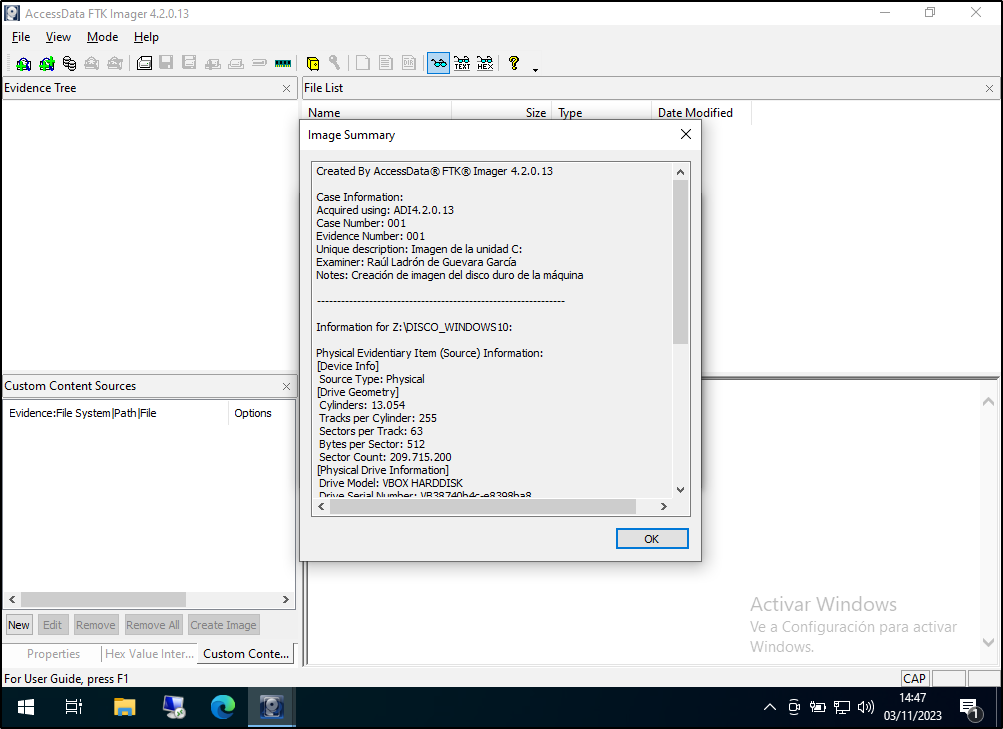 AccessData FTK Imager 4.2.0.13
File View Mode Help
TEXT HEX ?
Evidence Tree
File List
Name Size Type Date Modified
Image Summary
Created By AccessData® FTK® Imager 4.2.0.13
Case Information:
Acquired using: ADI4.2.0.13
Case Number: 001
Evidence Number: 001
Unique description: Imagen de la unidad C:
Examiner: Raúl Ladrón de Guevara García
Notes: Creación de imagen del disco duro de la máquina
--------------------------------------------------------------
Information for Z:\DISCO_WINDOWS10:
Physical Evidentiary Item (Source) Information:
[Device Info]
Source Type: Physical
[Drive Geometry]
Cylinders: 13.054
Tracks per Cylinder: 255
Sectors per Track: 63
Bytes per Sector: 512
Sector Count: 209.715.200
[Physical Drive Information]
Drive Model: VBOX HARDDISK
Drive Serial Number: VB38740b4c-e8398ba8
OK
Custom Content Sources
Evidence:File System|Path|File Options
New Edit Remove Remove All Create Image
Properties Hex Value Inter... Custom Conte...
Activar Windows
Ve a Configuración para activar
Windows.
For User Guide, press F1
CAP
14:47
03/11/2023
1